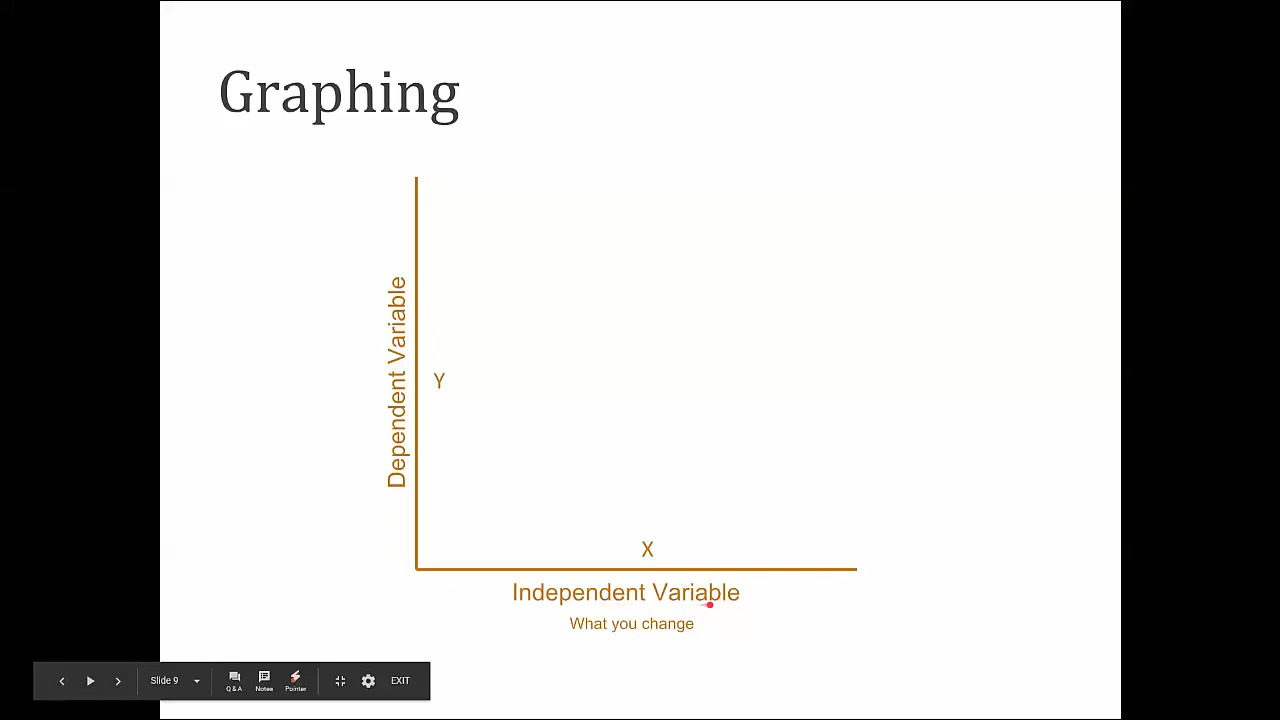 Graphing
Dependent Variable
Y
X
Independent Variable
What you change
Slide 9
Q & A
Notes
Pointer
EXIT